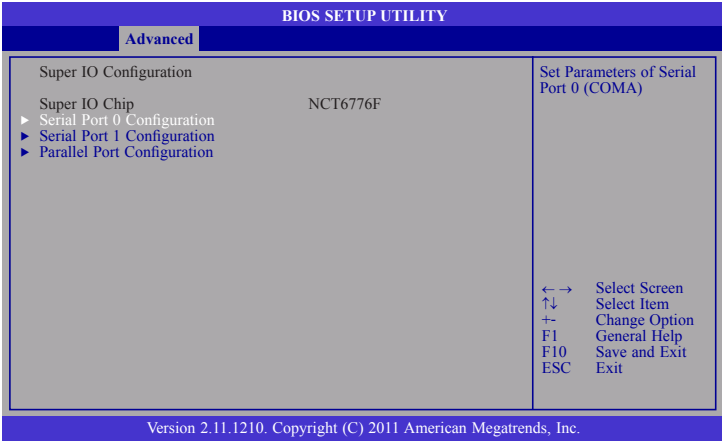 BIOS SETUP UTILITY
Advanced
Super IO Configuration
Super IO Chip NCT6776F
► Serial Port 0 Configuration
► Serial Port 1 Configuration
► Parallel Port Configuration
Set Parameters of Serial
Port 0 (COMA)
←→ Select Screen
↑↓ Select Item
+- Change Option
F1 General Help
F10 Save and Exit
ESC Exit
Version 2.11.1210. Copyright (C) 2011 American Megatrends, Inc.